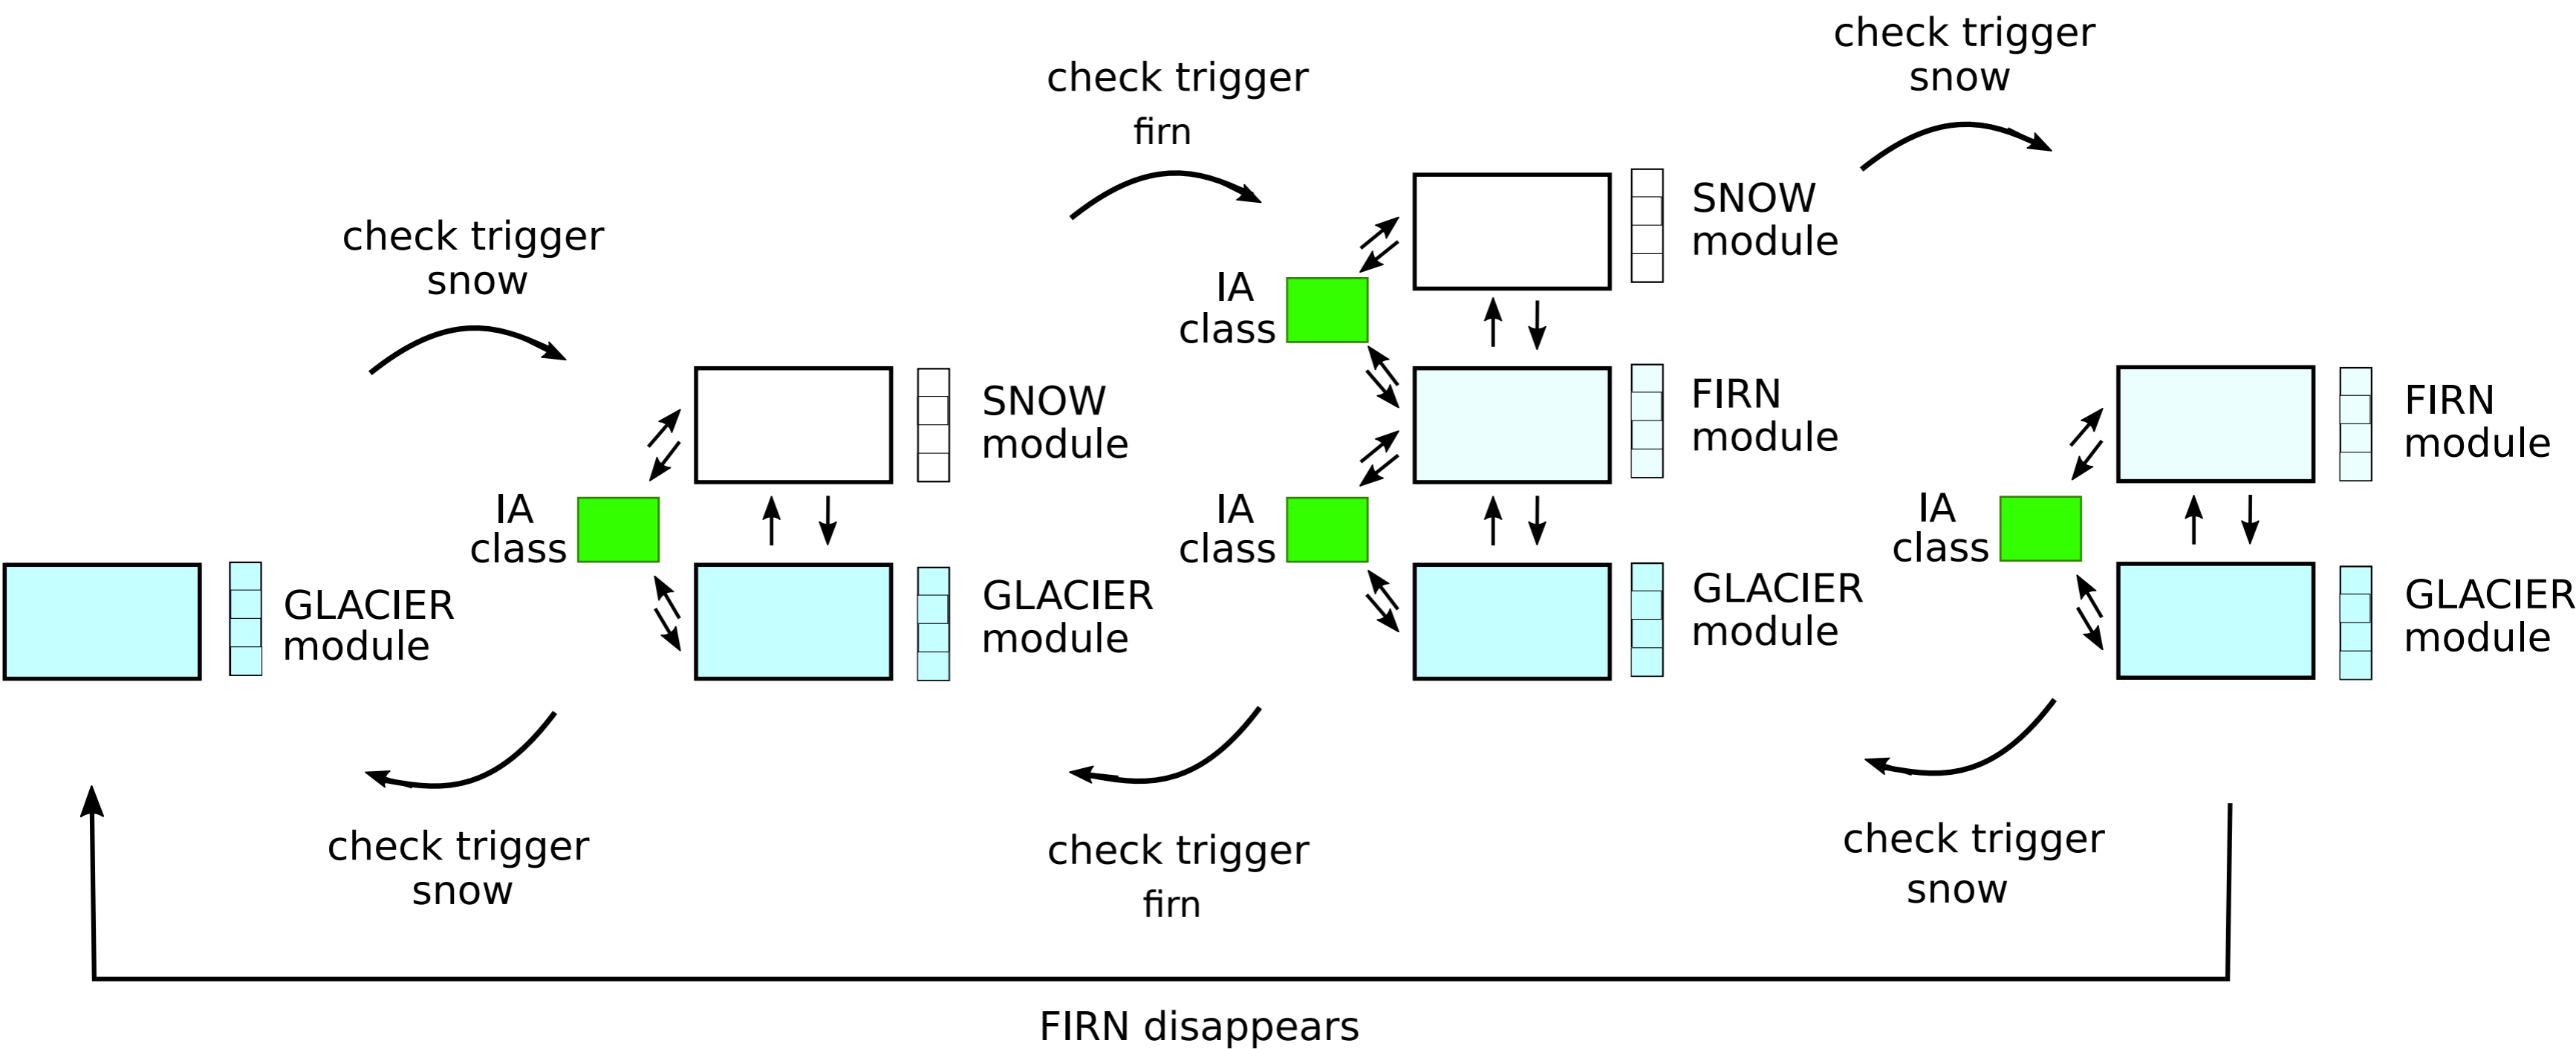 check trigger
snow
check trigger
firn
check trigger
snow
GLACIER
module
IA
class
SNOW
module
GLACIER
module
IA
class
IA
class
SNOW
module
FIRN
module
GLACIER
module
IA
class
FIRN
module
GLACIER
module
check trigger
snow
check trigger
firn
check trigger
snow
FIRN disappears